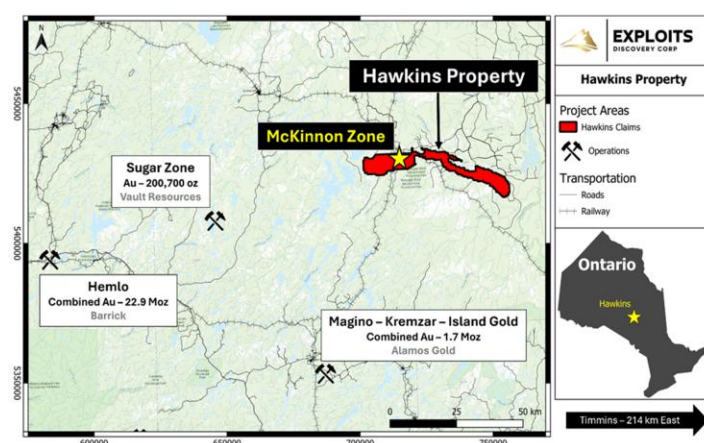 N
Hawkins Property
McKinnon Zone
Sugar Zone
Au – 200,700 oz
Vault Resources
Hemlo
Combined Au – 22.9 Moz
Barrick
Magino – Kremzar – Island Gold
Combined Au – 1.7 Moz
Alamos Gold
5450000
5400000
5350000
600000
650000
700000
750000
0 25 50 km
EXPLOITS
DISCOVERY CORP
Hawkins Property
Project Areas
Hawkins Claims
Operations
Transportation
Roads
Railway
Ontario
Hawkins
Timmins – 214 km East